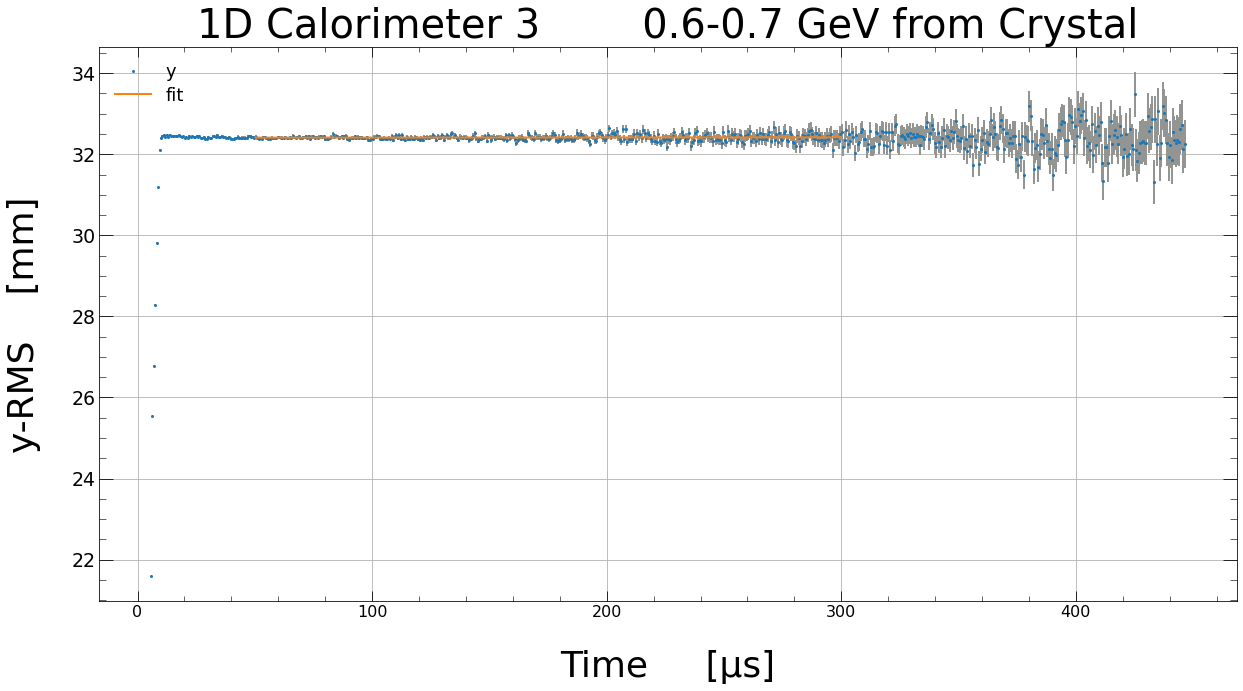 1D Calorimeter 3 0.6-0.7 GeV from Crystal
y
fit
y-RMS [mm]
34
32
30
28
26
24
22
0 100 200 300 400
Time [μs]